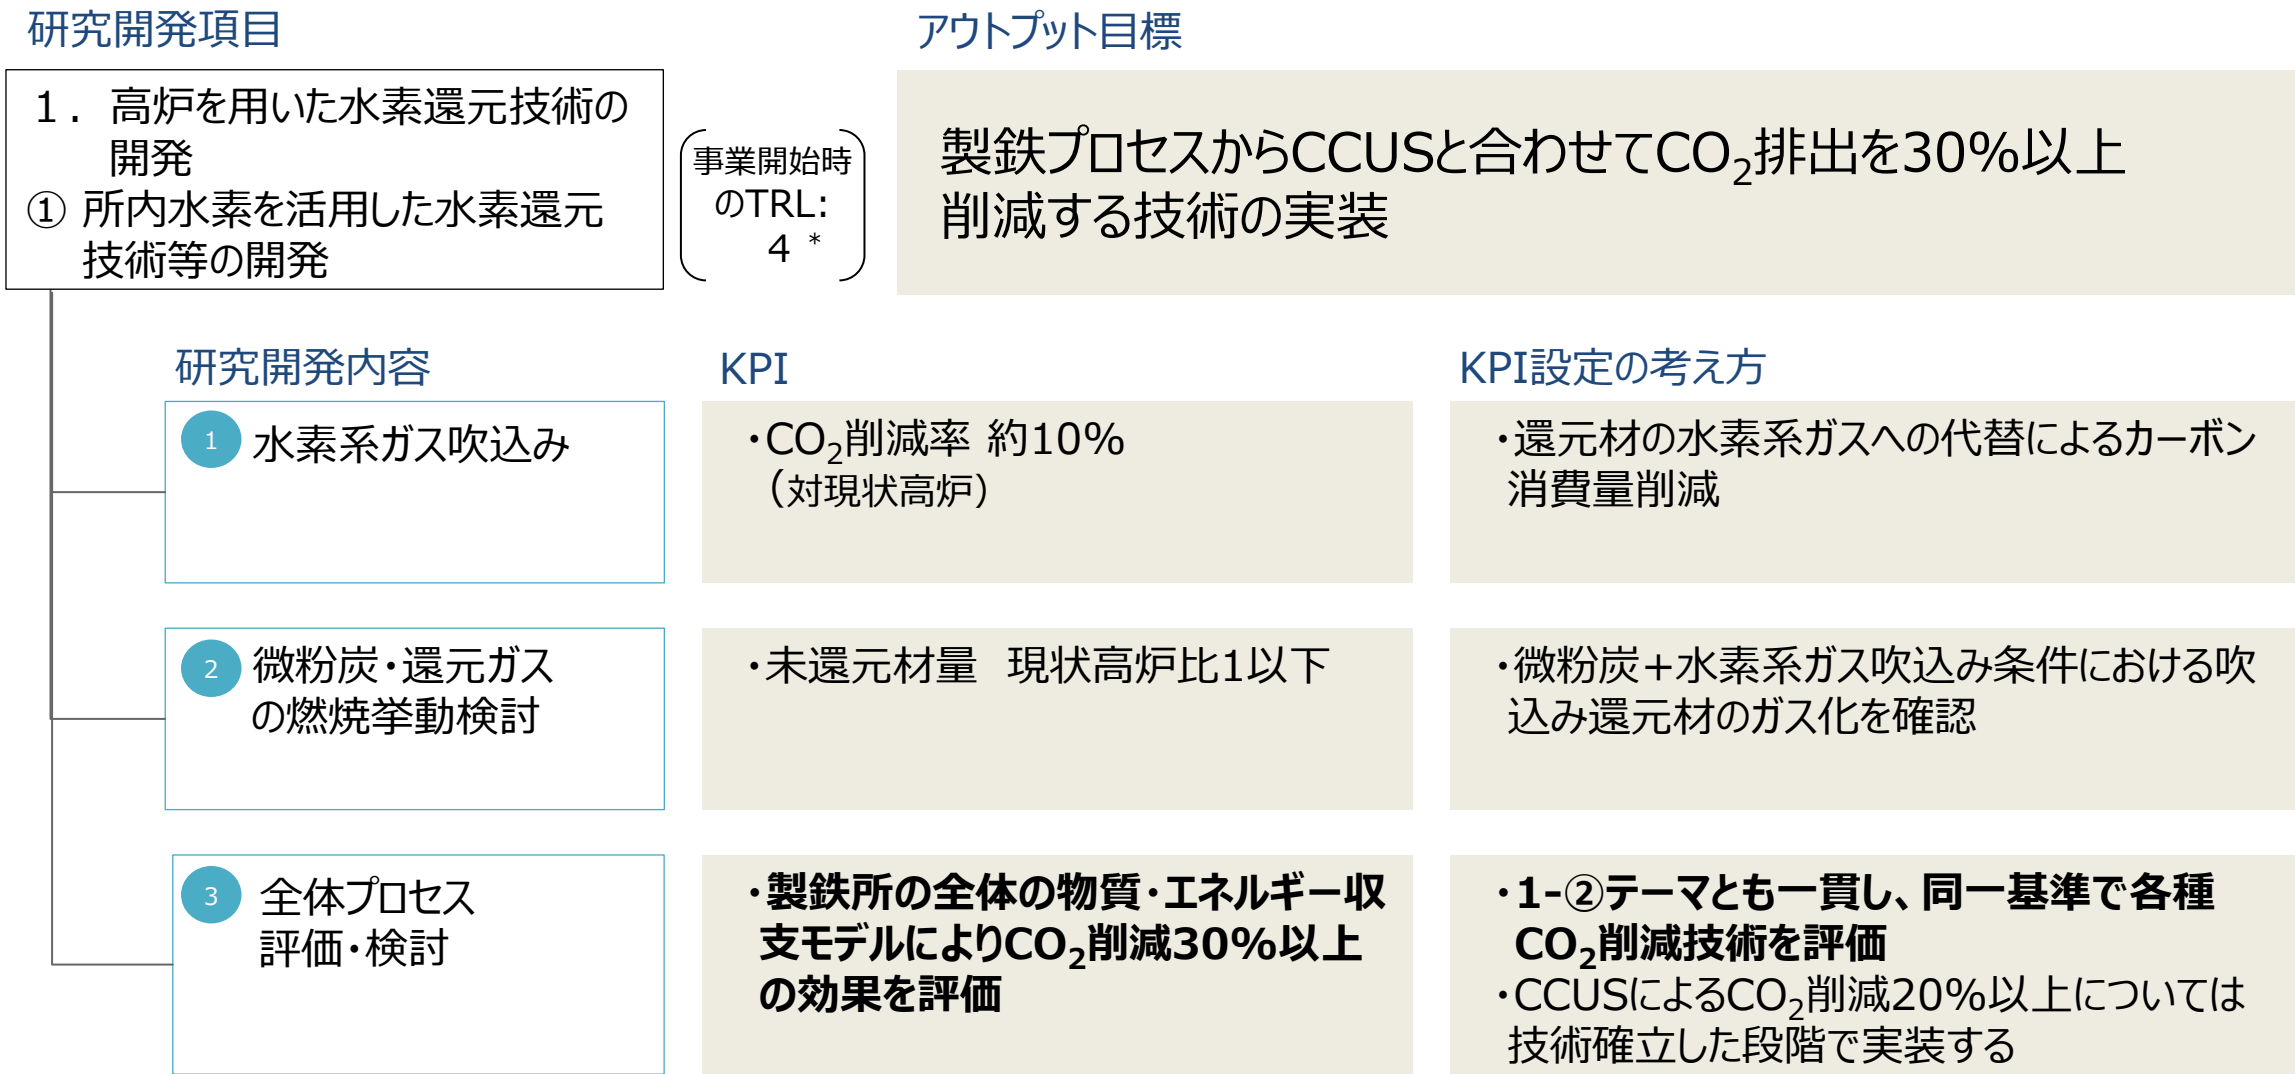 研究開発項目
アウトプット目標
１．高炉を用いた水素還元技術の
開発
① 所内水素を活用した水素還元
技術等の開発
事業開始時
のTRL:
４ *
製鉄プロセスからCCUSと合わせてCO₂排出を30%以上
削減する技術の実装
研究開発内容
KPI
KPI設定の考え方
1 水素系ガス吹込み
・CO₂削減率 約10%
（対現状高炉）
・還元材の水素系ガスへの代替によるカーボン
消費量削減
2 微粉炭・還元ガス
の燃焼挙動検討
・未還元材量　現状高炉比1以下
・微粉炭+水素系ガス吹込み条件における吹
込み還元材のガス化を確認
3 全体プロセス
評価・検討
・製鉄所の全体の物質・エネルギー収
支モデルによりCO₂削減30%以上
の効果を評価
・1-②テーマとも一貫し、同一基準で各種
CO₂削減技術を評価
・CCUSによるCO₂削減20%以上については
技術確立した段階で実装する